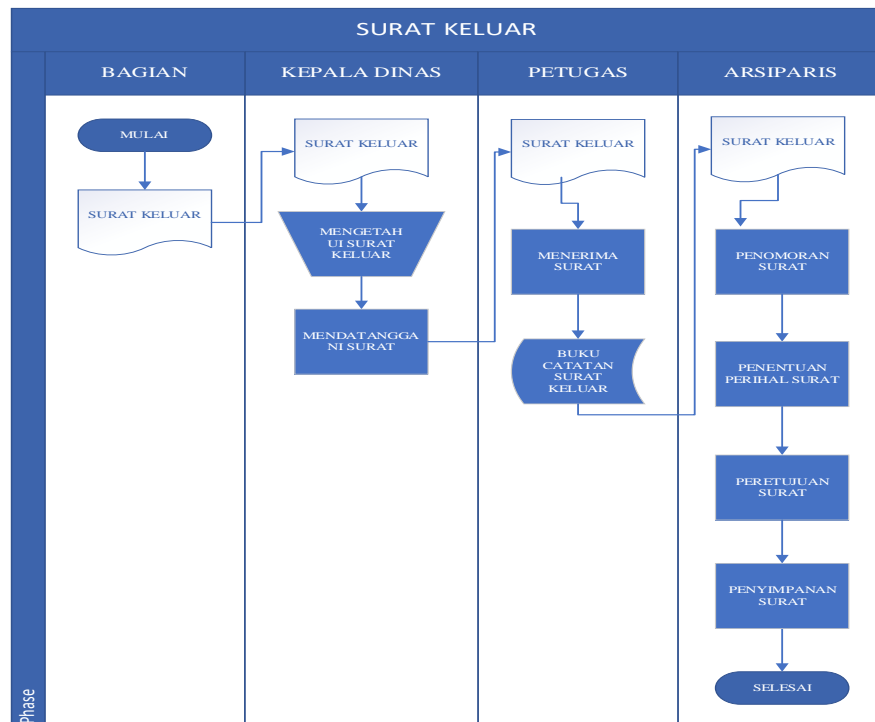 SURAT KELUAR
BAGIAN
KEPALA DINAS
PETUGAS
ARSIPARIS
MULAI
SURAT KELUAR
SURAT KELUAR
MENGETAH
UI SURAT
KELUAR
MENDATANGGA
NI SURAT
SURAT KELUAR
MENERIMA
SURAT
BUKU
CATATAN
SURAT
KELUAR
SURAT KELUAR
PENOMORAN
SURAT
PENENTUAN
PERIHAL SURAT
PERETUJUAN
SURAT
PENYIMPANAN
SURAT
SELESAI
Phase